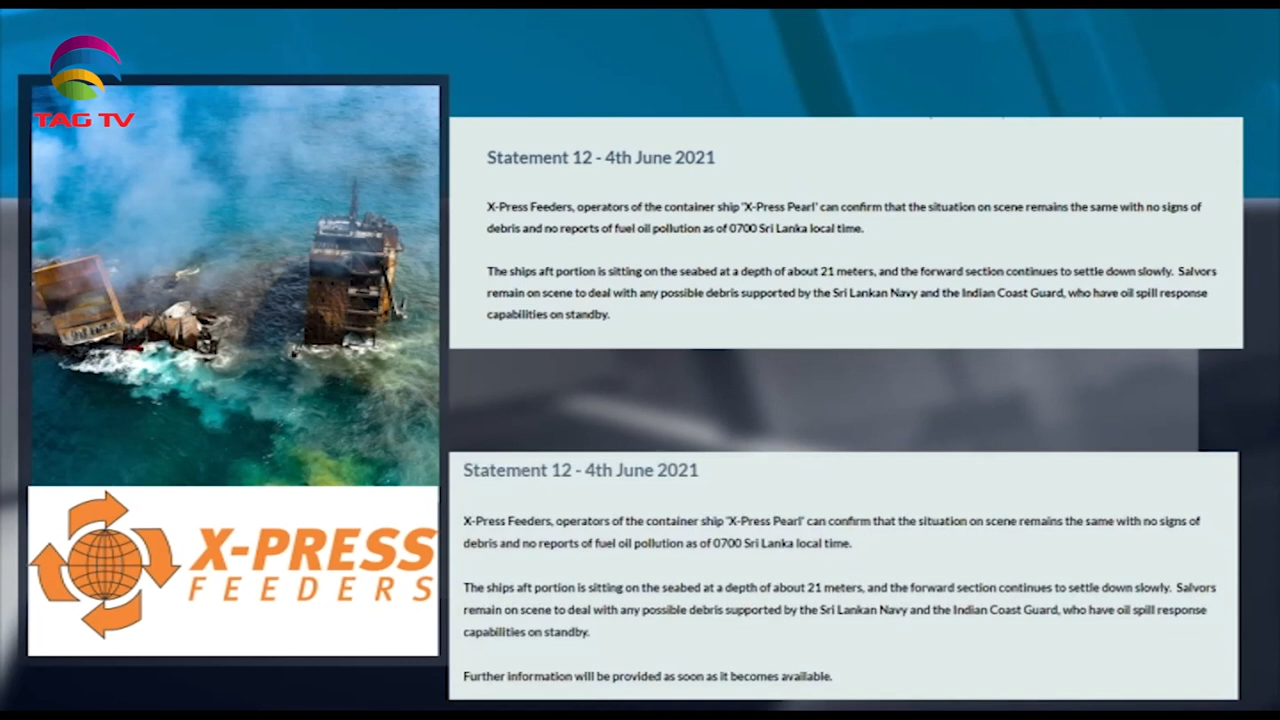 TAG TV
Statement 12 - 4th June 2021
X-Press Feeders, operators of the container ship 'X-Press Pearl' can confirm that the situation on scene remains the same with no signs of
debris and no reports of fuel oil pollution as of 0700 Sri Lanka local time.
The ships aft portion is sitting on the seabed at a depth of about 21 meters, and the forward section continues to settle down slowly. Salvors
remain on scene to deal with any possible debris supported by the Sri Lankan Navy and the Indian Coast Guard, who have oil spill response
capabilities on standby.
X-PRESS
FEEDERS
Statement 12 - 4th June 2021
X-Press Feeders, operators of the container ship 'X-Press Pearl' can confirm that the situation on scene remains the same with no signs of
debris and no reports of fuel oil pollution as of 0700 Sri Lanka local time.
The ships aft portion is sitting on the seabed at a depth of about 21 meters, and the forward section continues to settle down slowly. Salvors
remain on scene to deal with any possible debris supported by the Sri Lankan Navy and the Indian Coast Guard, who have oil spill response
capabilities on standby.
Further information will be provided as soon as it becomes available.